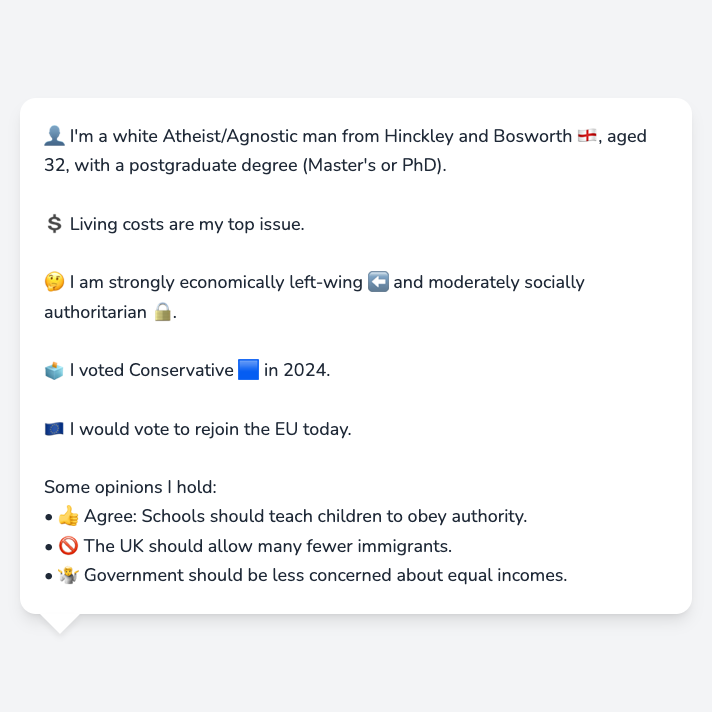 👤 I'm a white Atheist/Agnostic man from Hinckley and Bosworth 🏴󠁧󠁢󠁥󠁮󠁧󠁿, aged
32, with a postgraduate degree (Master's or PhD).
💲 Living costs are my top issue.
🤔 I am strongly economically left-wing ⬅️ and moderately socially
authoritarian 🔒.
🗳️ I voted Conservative 🟦 in 2024.
🇪🇺 I would vote to rejoin the EU today.
Some opinions I hold:
• 👍 Agree: Schools should teach children to obey authority.
• 🚫 The UK should allow many fewer immigrants.
• 🤷 Government should be less concerned about equal incomes.